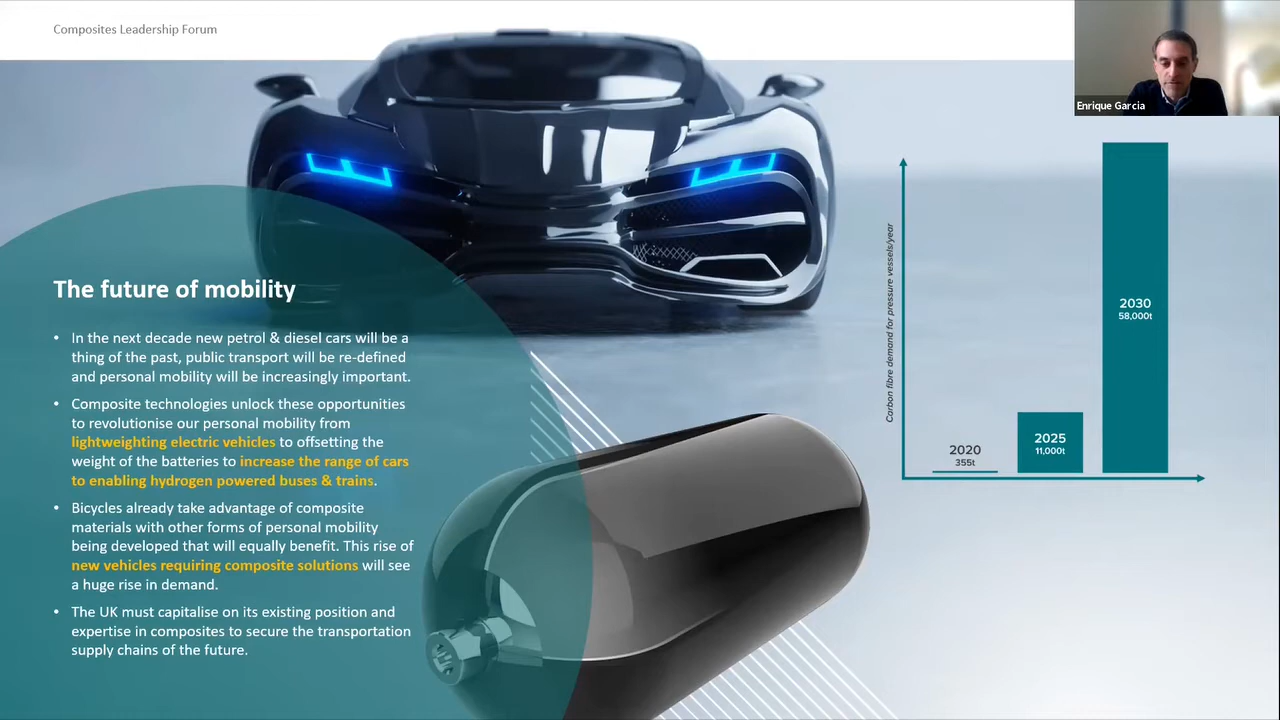 Composites Leadership Forum
Enrique Garcia
The future of mobility
• In the next decade new petrol & diesel cars will be a
thing of the past, public transport will be re-defined
and personal mobility will be increasingly important.
• Composite technologies unlock these opportunities
to revolutionise our personal mobility from
lightweighting electric vehicles to offsetting the
weight of the batteries to increase the range of cars
to enabling hydrogen powered buses & trains.
• Bicycles already take advantage of composite
materials with other forms of personal mobility
being developed that will equally benefit. This rise of
new vehicles requiring composite solutions will see
a huge rise in demand.
• The UK must capitalise on its existing position and
expertise in composites to secure the transportation
supply chains of the future.
Carbon fibre demand for pressure vessels/year
2020
355t
2025
11,000t
2030
58,000t